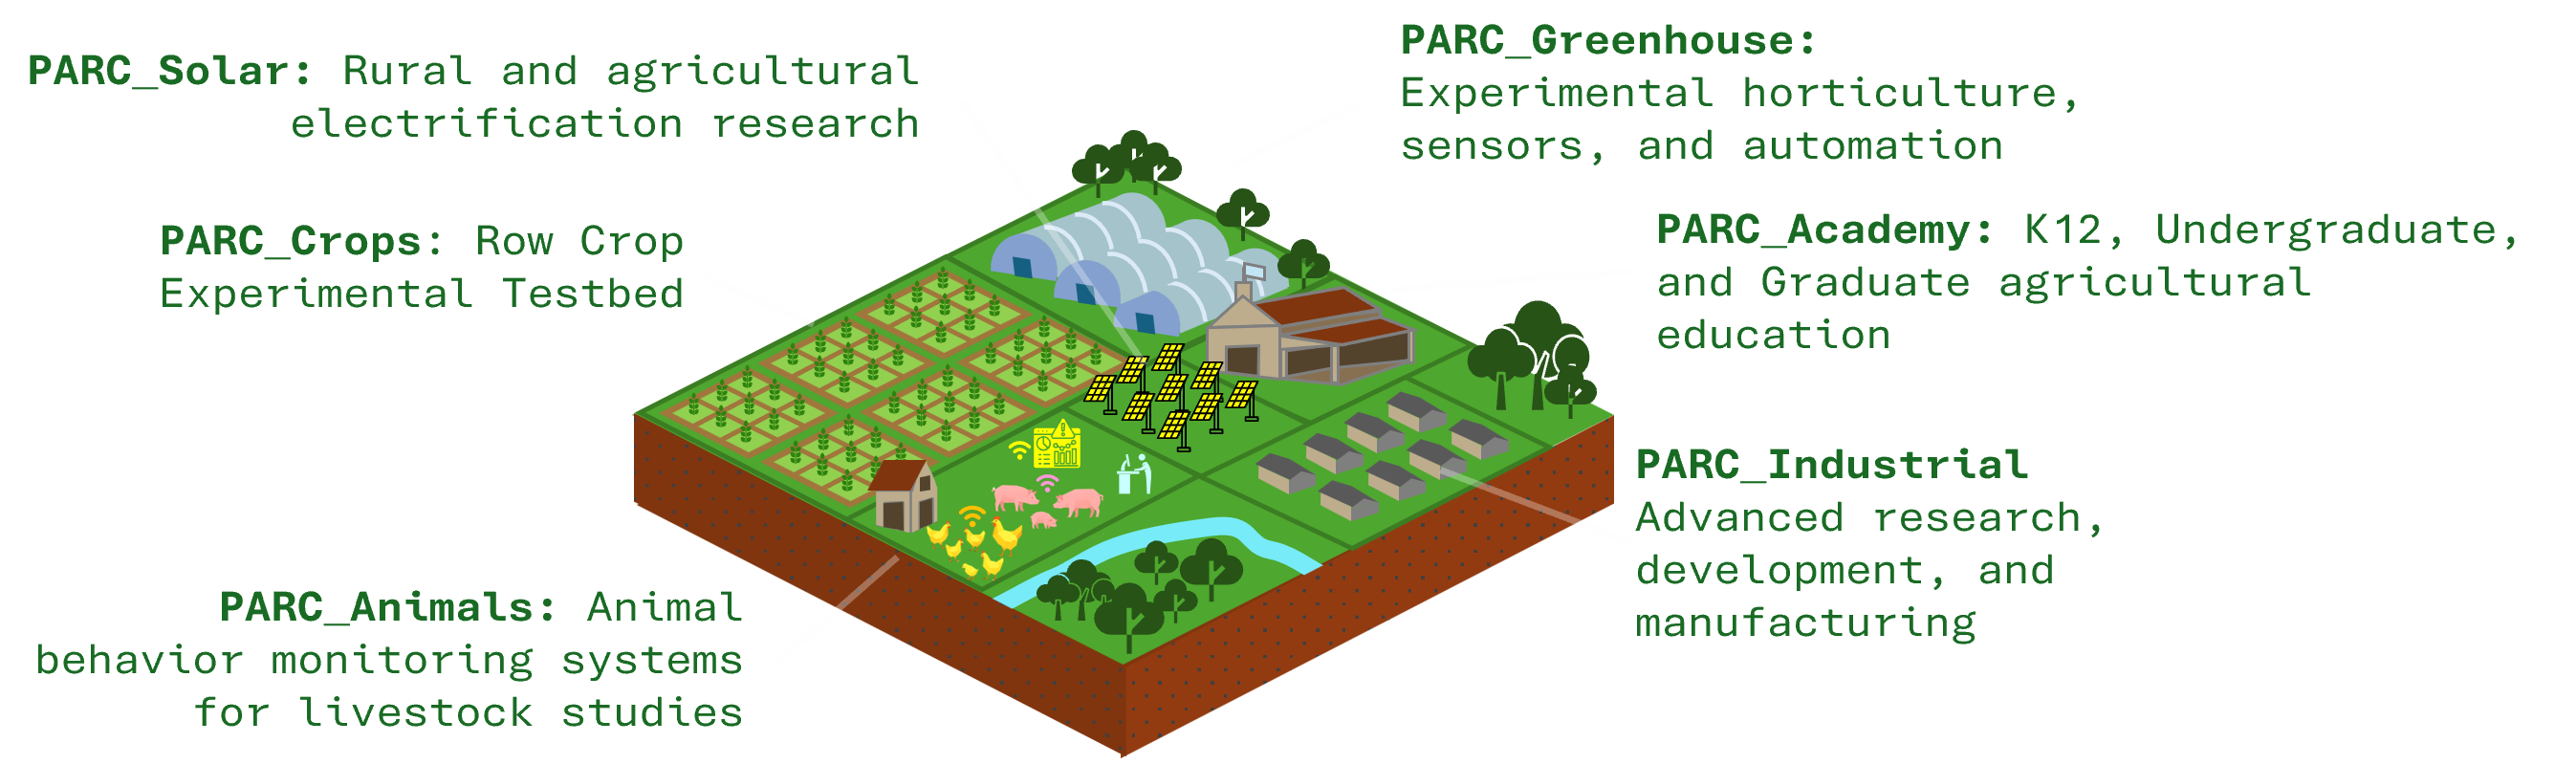 PARC_Solar: Rural and agricultural
electrification research
PARC_Crops: Row Crop
Experimental Testbed
PARC_Animals: Animal
behavior monitoring systems
for livestock studies
PARC_Greenhouse:
Experimental horticulture,
sensors, and automation
PARC_Academy: K12, Undergraduate,
and Graduate agricultural
education
PARC_Industrial
Advanced research,
development, and
manufacturing